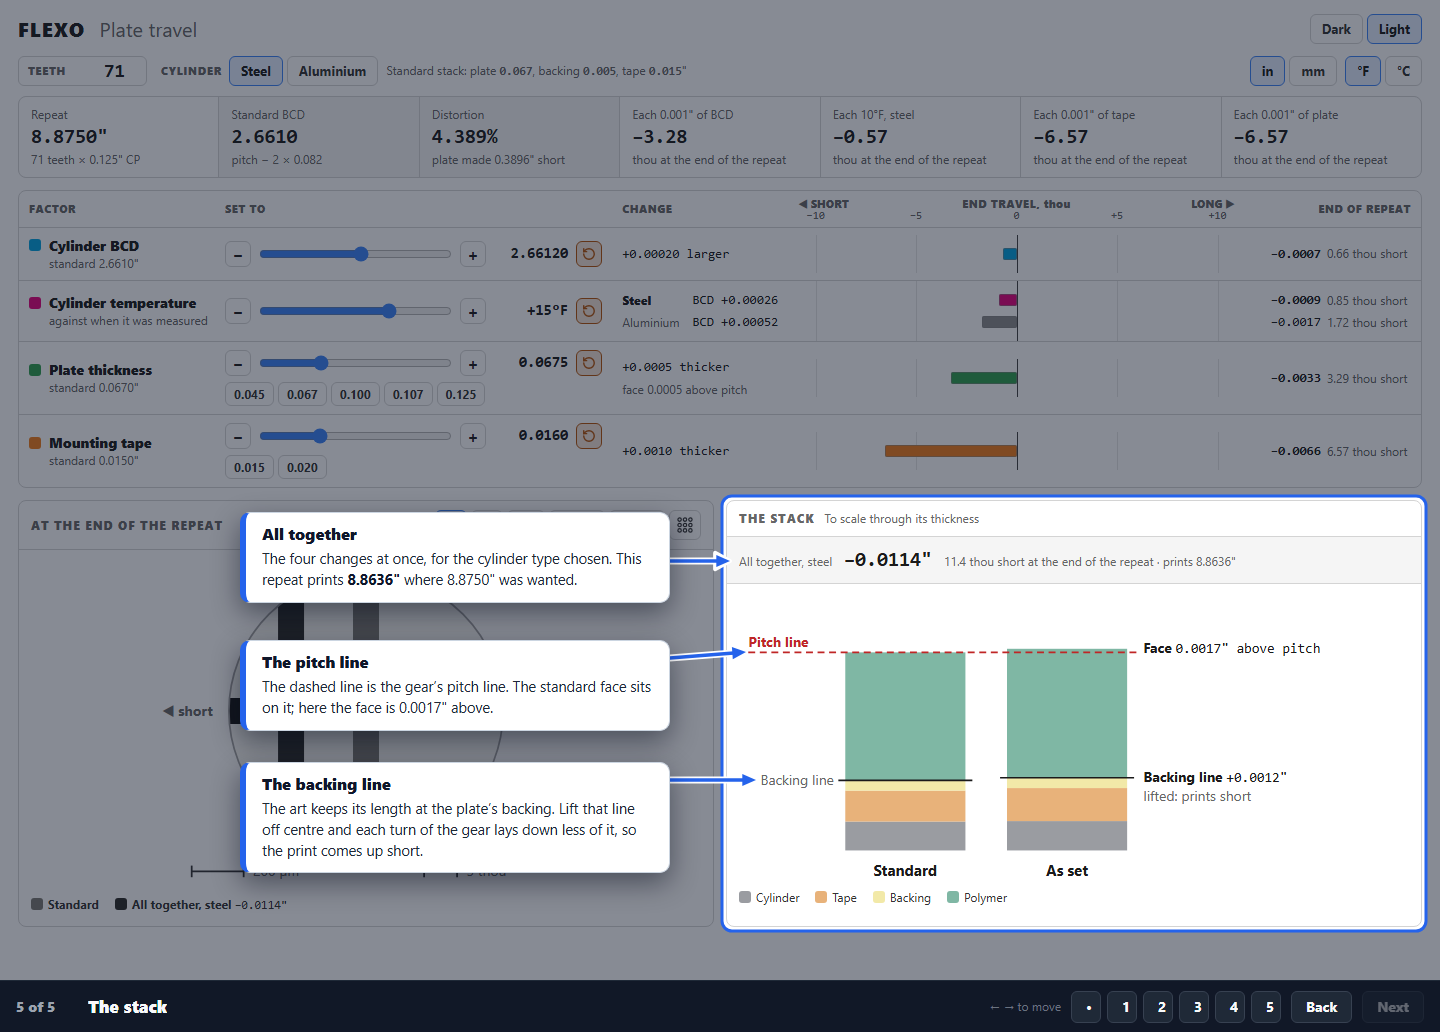 FLEXO Plate travel
Dark Light
TEETH 71 CYLINDER Steel Aluminium Standard stack: plate 0.067, backing 0.005, tape 0.015"
in mm °F °C
Repeat
8.8750"
71 teeth × 0.125" CP
Standard BCD
2.6610
pitch − 2 × 0.082
Distortion
4.389%
plate made 0.3896" short
Each 0.001" of BCD
−3.28
thou at the end of the repeat
Each 10°F, steel
−0.57
thou at the end of the repeat
Each 0.001" of tape
−6.57
thou at the end of the repeat
Each 0.001" of plate
−6.57
thou at the end of the repeat
FACTOR SET TO CHANGE ◀ SHORT END TRAVEL, thou LONG ▶ END OF REPEAT
−10 −5 0 +5 +10
Cylinder BCD
standard 2.6610"
− + 2.66120
+0.00020 larger
−0.0007 0.66 thou short
Cylinder temperature
against when it was measured
− + +15°F
Steel BCD +0.00026
Aluminium BCD +0.00052
−0.0009 0.85 thou short
−0.0017 1.72 thou short
Plate thickness
standard 0.0670"
− + 0.0675
0.045 0.067 0.100 0.107 0.125
+0.0005 thicker
face 0.0005 above pitch
−0.0033 3.29 thou short
Mounting tape
standard 0.0150"
− + 0.0160
0.015 0.020
+0.0010 thicker
−0.0066 6.57 thou short
AT THE END OF THE REPEAT
◀ short
Standard All together, steel −0.0114"
All together
The four changes at once, for the cylinder type chosen. This
repeat prints 8.8636" where 8.8750" was wanted.
The pitch line
The dashed line is the gear's pitch line. The standard face sits
on it; here the face is 0.0017" above.
The backing line
The art keeps its length at the plate's backing. Lift that line
off centre and each turn of the gear lays down less of it, so
the print comes up short.
THE STACK To scale through its thickness
All together, steel −0.0114" 11.4 thou short at the end of the repeat · prints 8.8636"
Pitch line
Face 0.0017" above pitch
Backing line
Backing line +0.0012"
lifted: prints short
Standard As set
Cylinder Tape Backing Polymer
5 of 5 The stack
← → to move • 1 2 3 4 5 Back Next